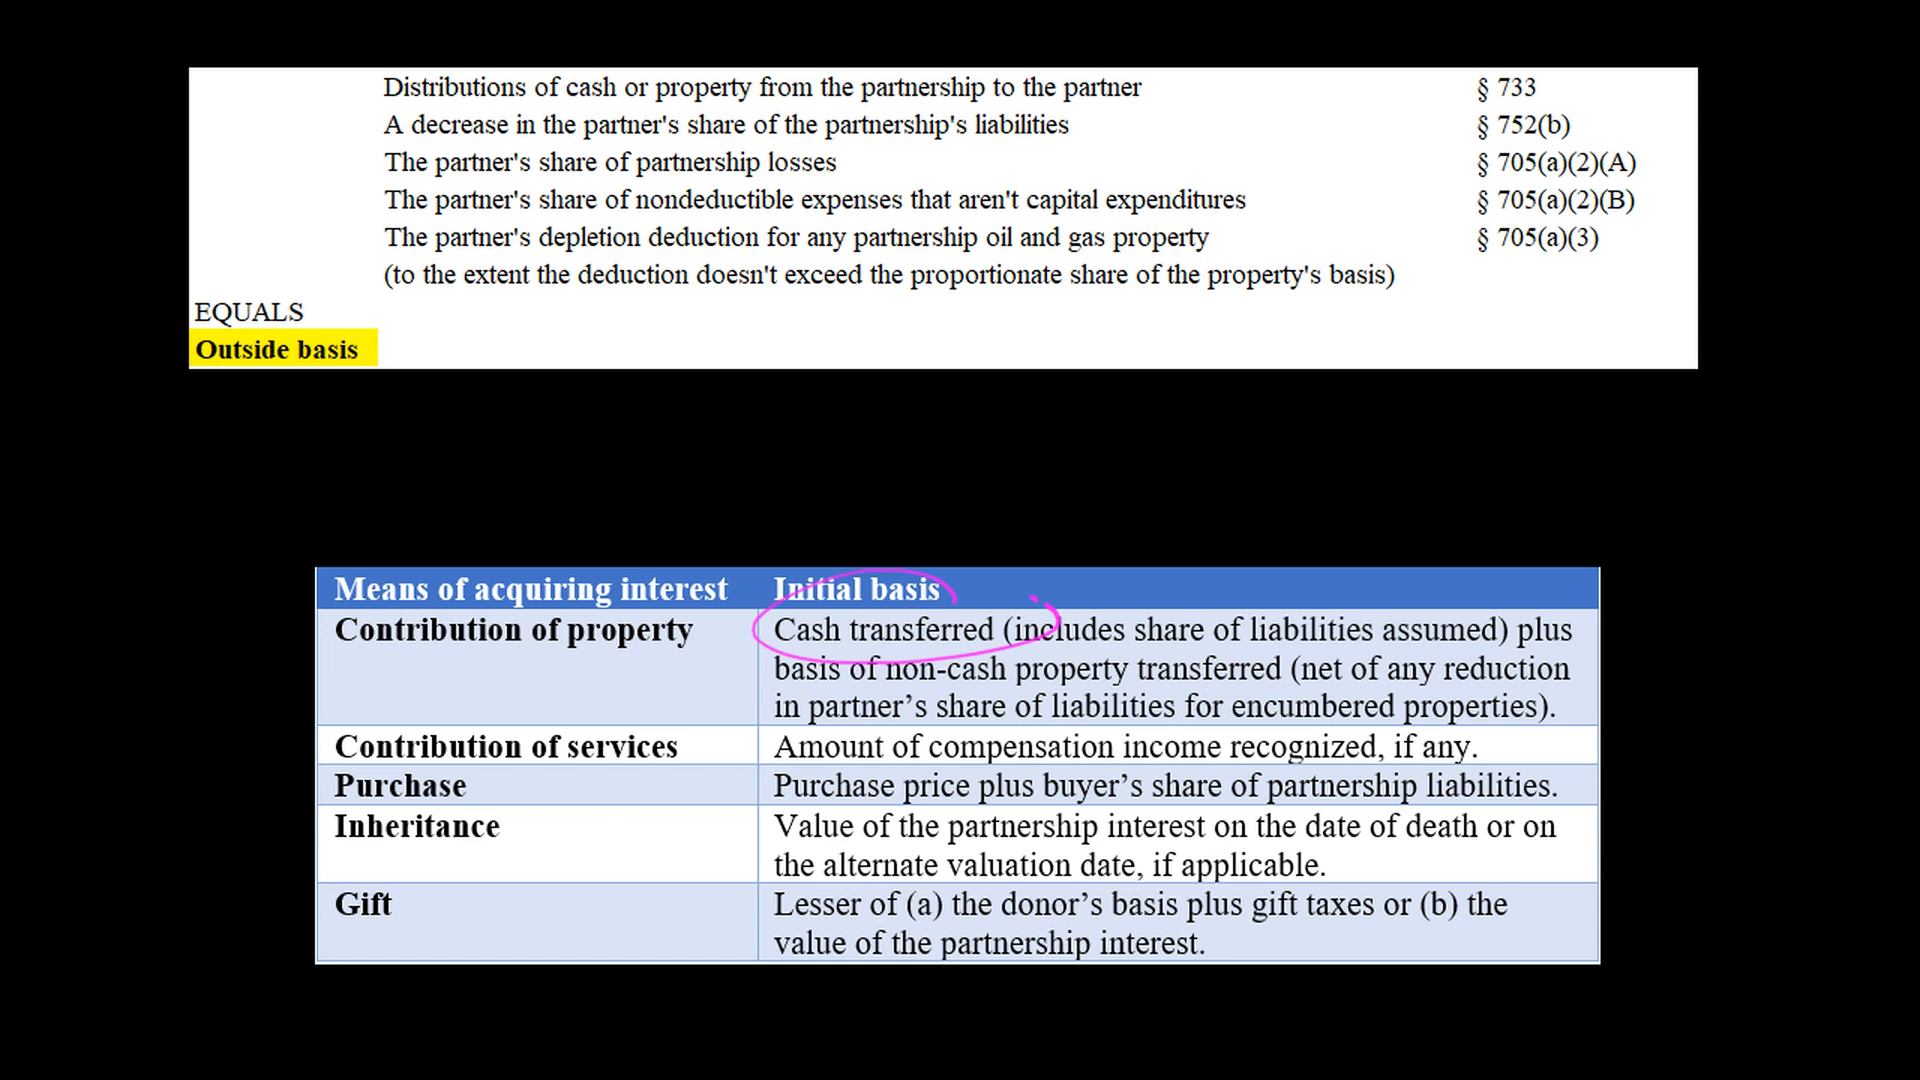 Distributions of cash or property from the partnership to the partner § 733
A decrease in the partner's share of the partnership's liabilities § 752(b)
The partner's share of partnership losses § 705(a)(2)(A)
The partner's share of nondeductible expenses that aren't capital expenditures § 705(a)(2)(B)
The partner's depletion deduction for any partnership oil and gas property § 705(a)(3)
(to the extent the deduction doesn't exceed the proportionate share of the property's basis)
EQUALS
Outside basis
Means of acquiring interest Initial basis
Contribution of property Cash transferred (includes share of liabilities assumed) plus
basis of non-cash property transferred (net of any reduction
in partner’s share of liabilities for encumbered properties).
Contribution of services Amount of compensation income recognized, if any.
Purchase Purchase price plus buyer’s share of partnership liabilities.
Inheritance Value of the partnership interest on the date of death or on
the alternate valuation date, if applicable.
Gift Lesser of (a) the donor’s basis plus gift taxes or (b) the
value of the partnership interest.